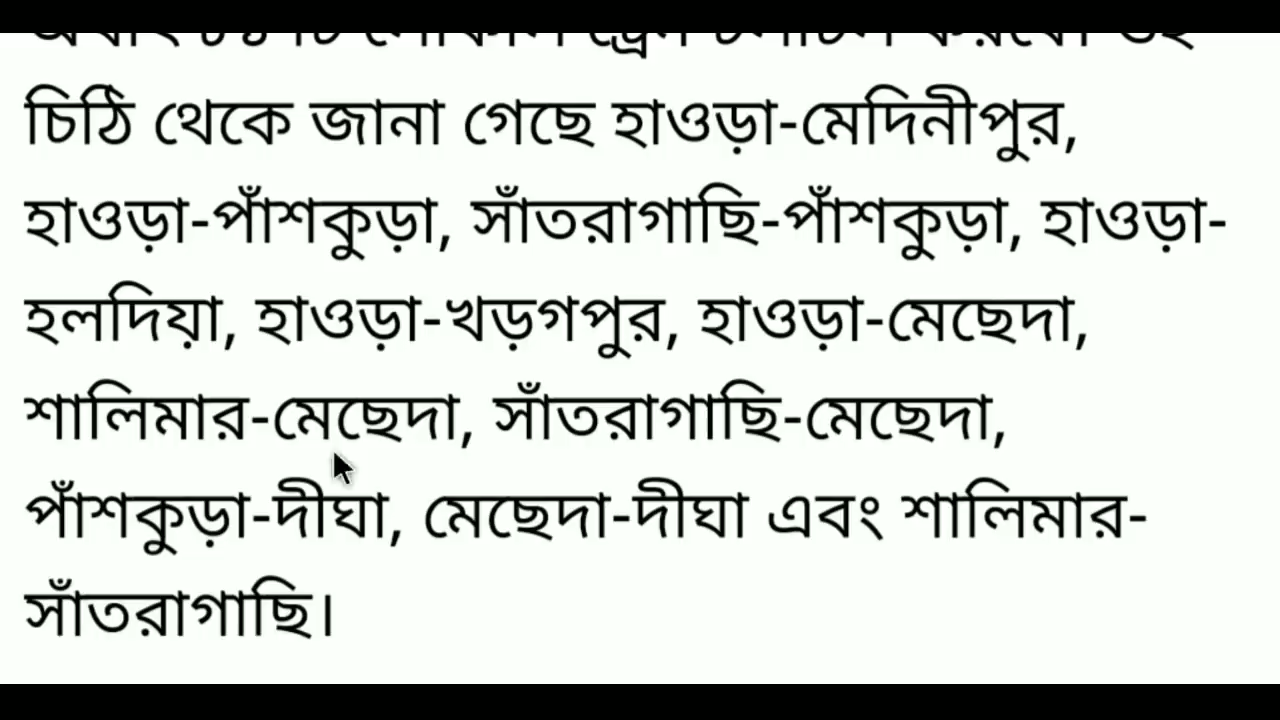 চিঠি থেকে জানা গেছে হাওড়া-মেদিনীপুর,
হাওড়া-পাঁশকুড়া, সাঁতরাগাছি-পাঁশকুড়া, হাওড়া-
হলদিয়া, হাওড়া-খড়গপুর, হাওড়া-মেছেদা,
শালিমার-মেছেদা, সাঁতরাগাছি-মেছেদা,
পাঁশকুড়া-দীঘা, মেছেদা-দীঘা এবং শালিমার-
সাঁতরাগাছি।